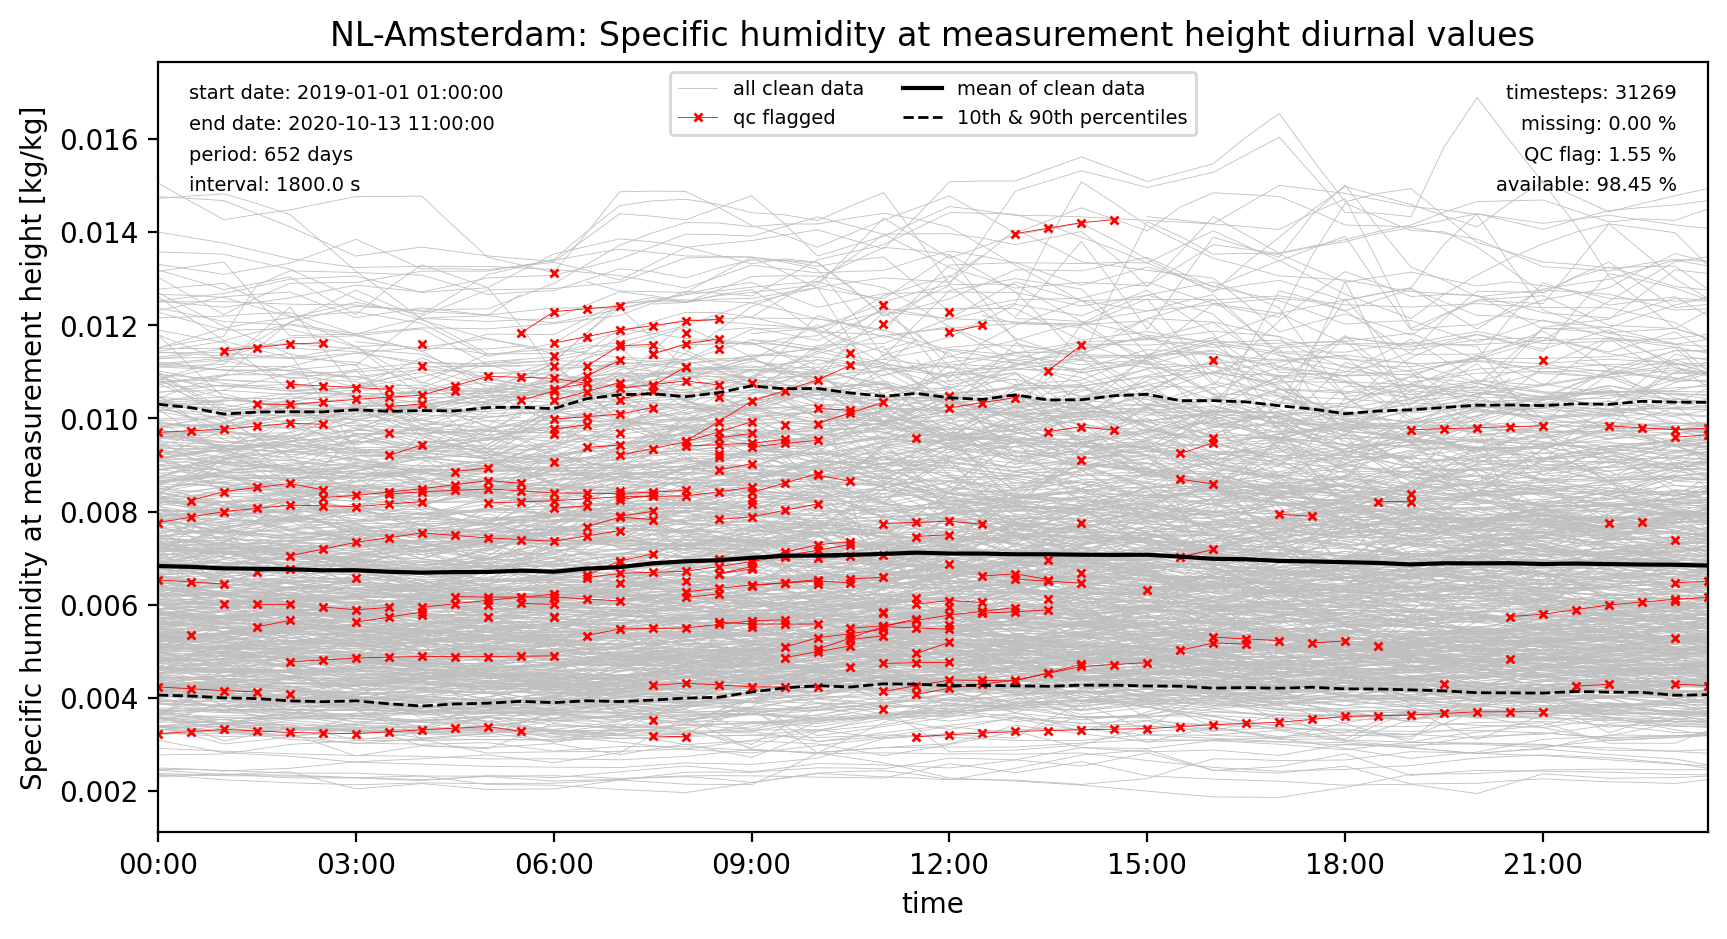 NL-Amsterdam: Specific humidity at measurement height diurnal values
start date: 2019-01-01 01:00:00
end date: 2020-10-13 11:00:00
period: 652 days
interval: 1800.0 s
all clean data
qc flagged
mean of clean data
10th & 90th percentiles
timesteps: 31269
missing: 0.00 %
QC flag: 1.55 %
available: 98.45 %
Specific humidity at measurement height [kg/kg]
0.016
0.014
0.012
0.010
0.008
0.006
0.004
0.002
00:00 03:00 06:00 09:00 12:00 15:00 18:00 21:00
time